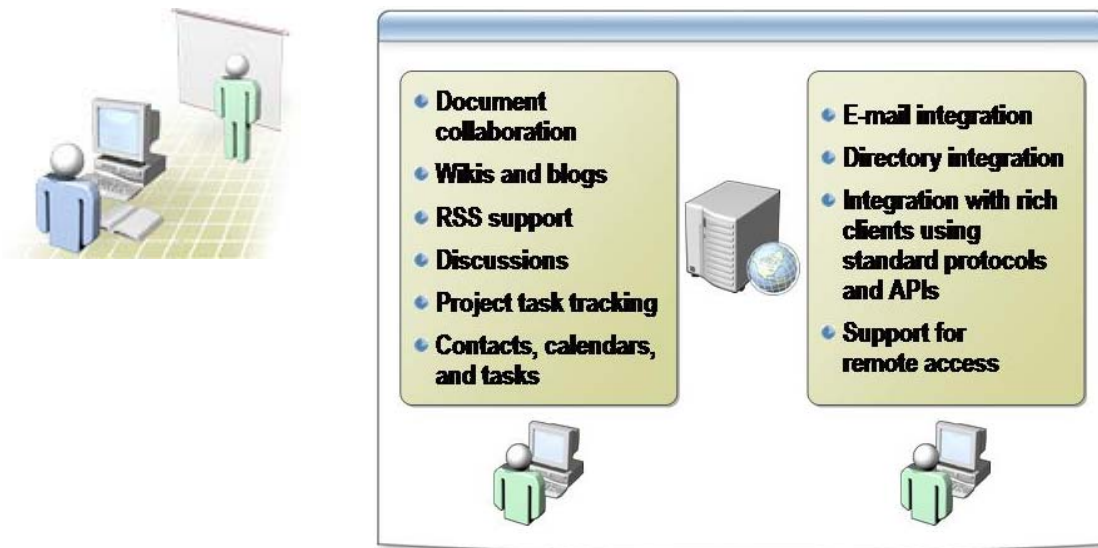 Document
collaboration
Wikis and blogs
RSS support
Discussions
Project task tracking
Contacts, calendars,
and tasks
E-mail integration
Directory integration
Integration with rich
clients using
standard protocols
and APIs
Support for
remote access